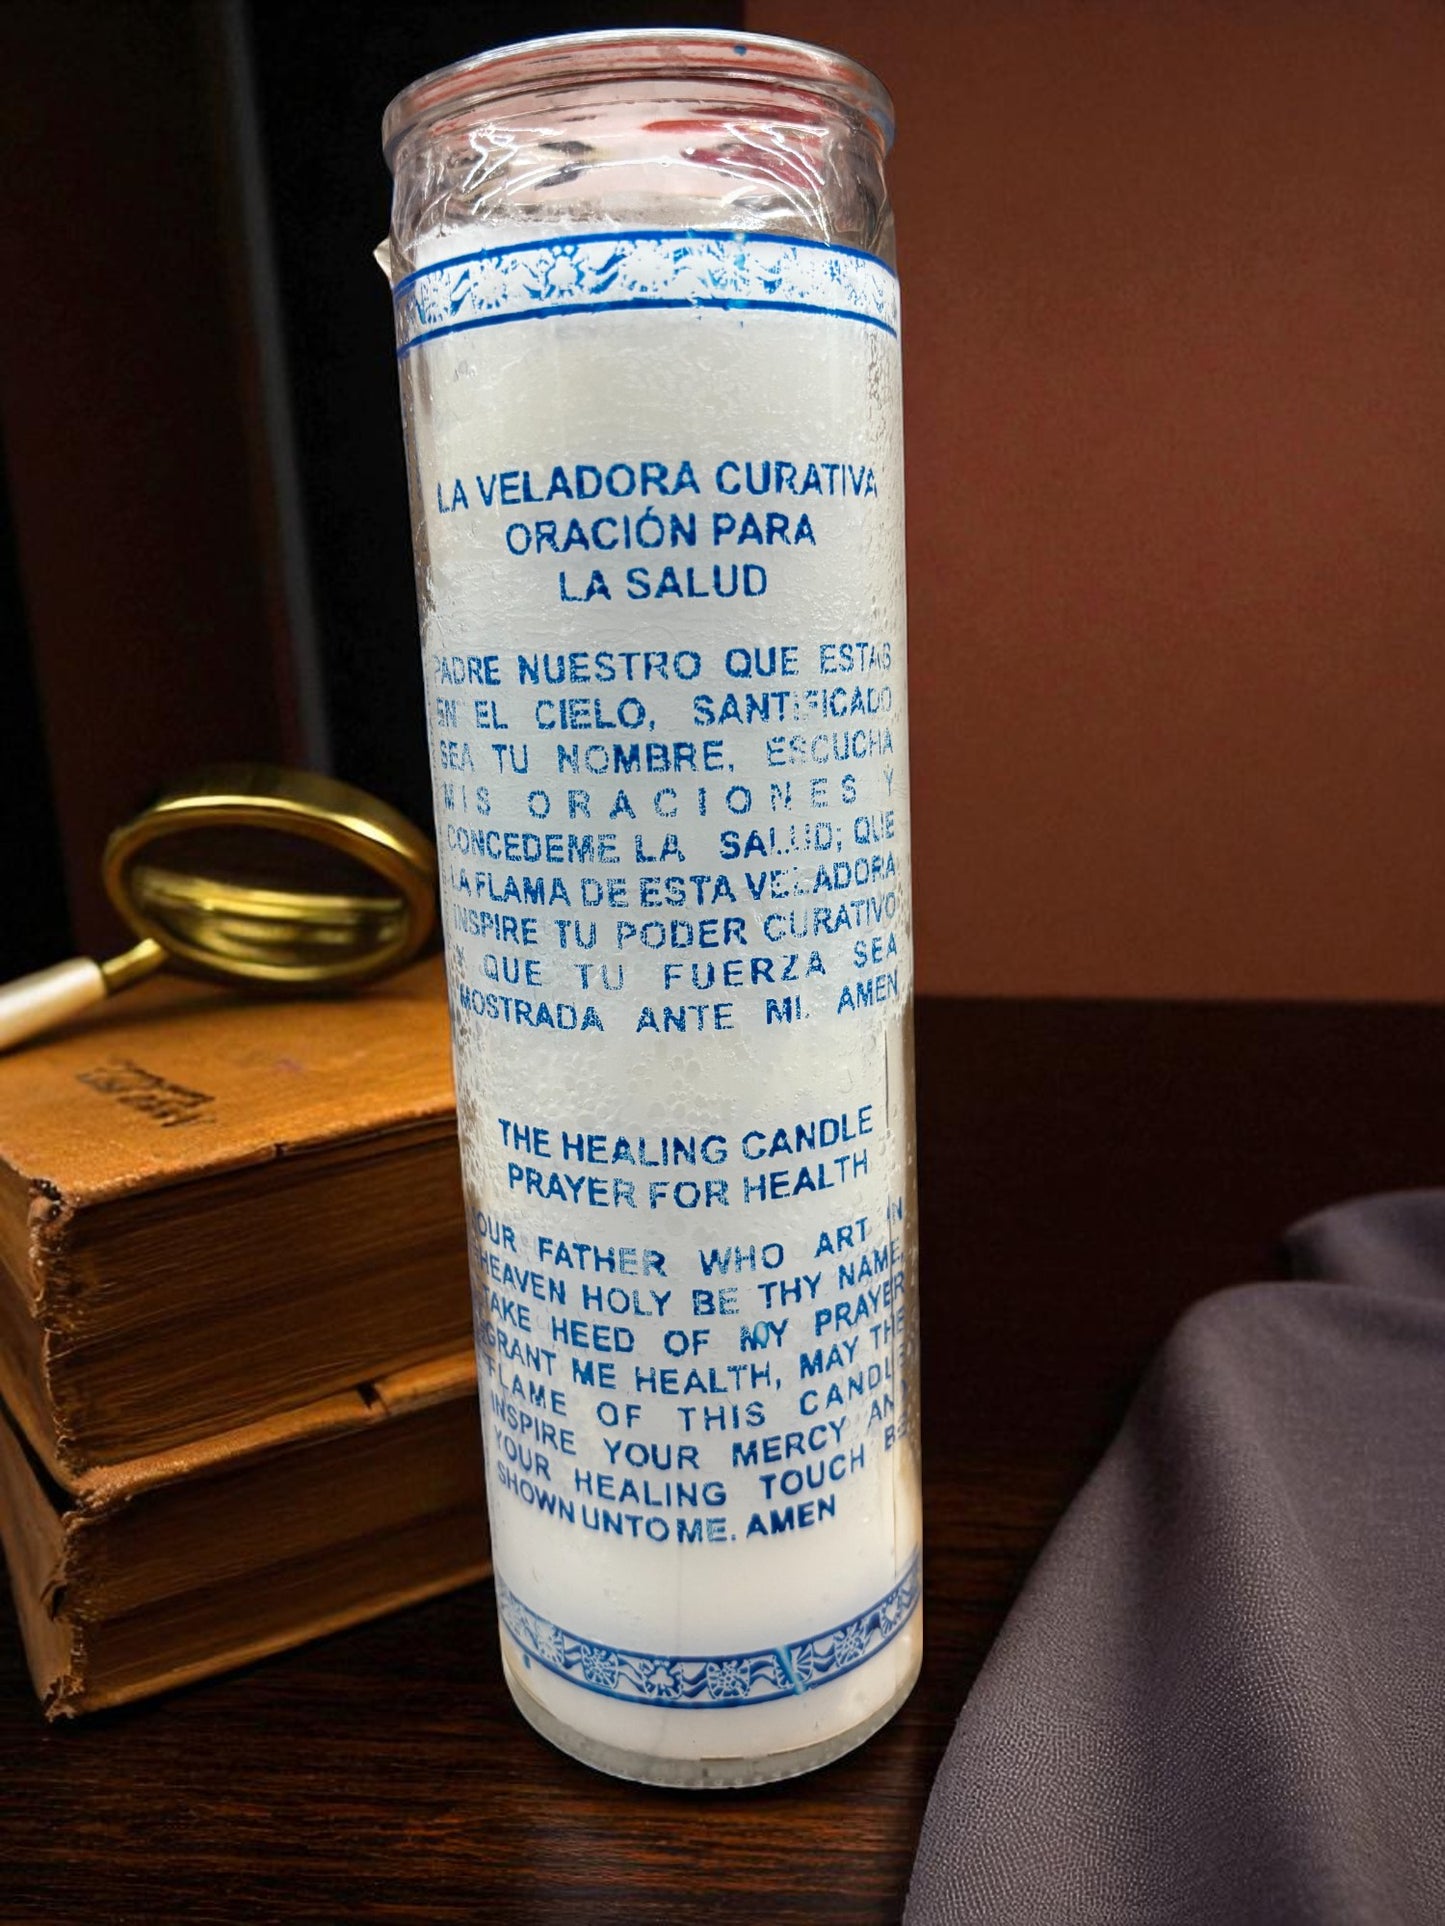 LA VELADORA CURATIVA
ORACIÓN PARA
LA SALUD
PADRE NUESTRO QUE ESTAS
EN EL CIELO, SANTIFICADO
SEA TU NOMBRE, ESCUCHA
MIS ORACIONES Y
CONCEDEME LA SALUD; QUE
LA FLAMA DE ESTA VELADORA
INSPIRE TU PODER CURATIVO
Y QUE TU FUERZA SEA
MOSTRADA ANTE MI. AMEN
THE HEALING CANDLE
PRAYER FOR HEALTH
OUR FATHER WHO ART IN
HEAVEN HOLY BE THY NAME,
TAKE HEED OF MY PRAYER
GRANT ME HEALTH, MAY THE
FLAME OF THIS CANDLE
INSPIRE YOUR MERCY AND
YOUR HEALING TOUCH BE
SHOWN UNTO ME. AMEN